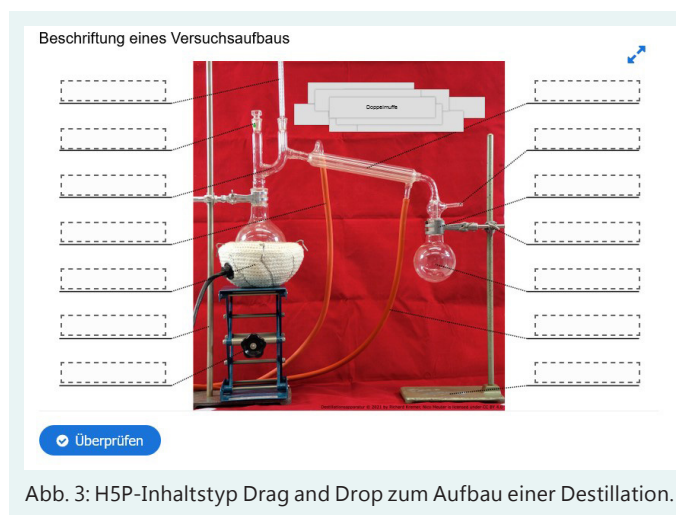 Beschriftung eines Versuchsaufbaus
Doppelmuffe
Überprüfen
Abb. 3: H5P-Inhaltstyp Drag and Drop zum Aufbau einer Destillation.